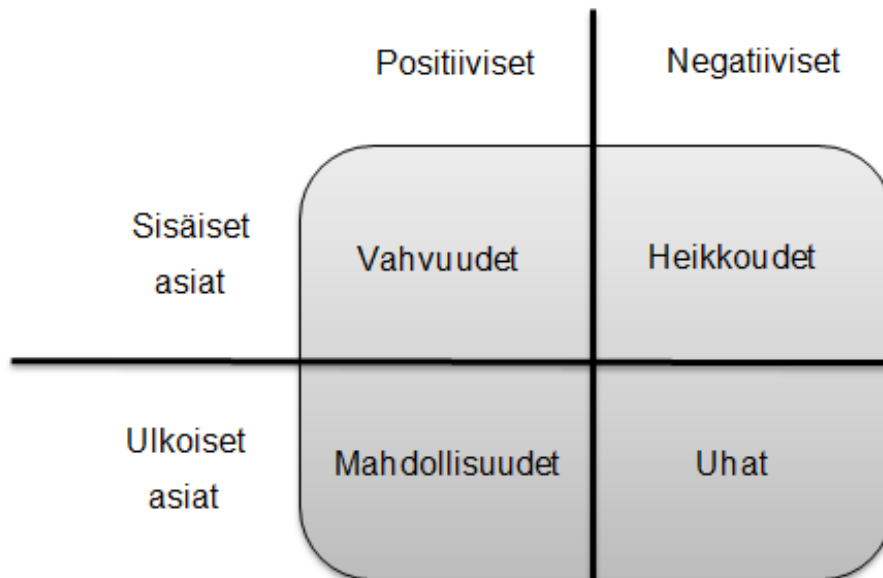 Positiiviset
Negatiiviset
Sisäiset
asiat
Vahvuudet
Heikkoudet
Ulkoiset
asiat
Mahdollisuudet
Uhat